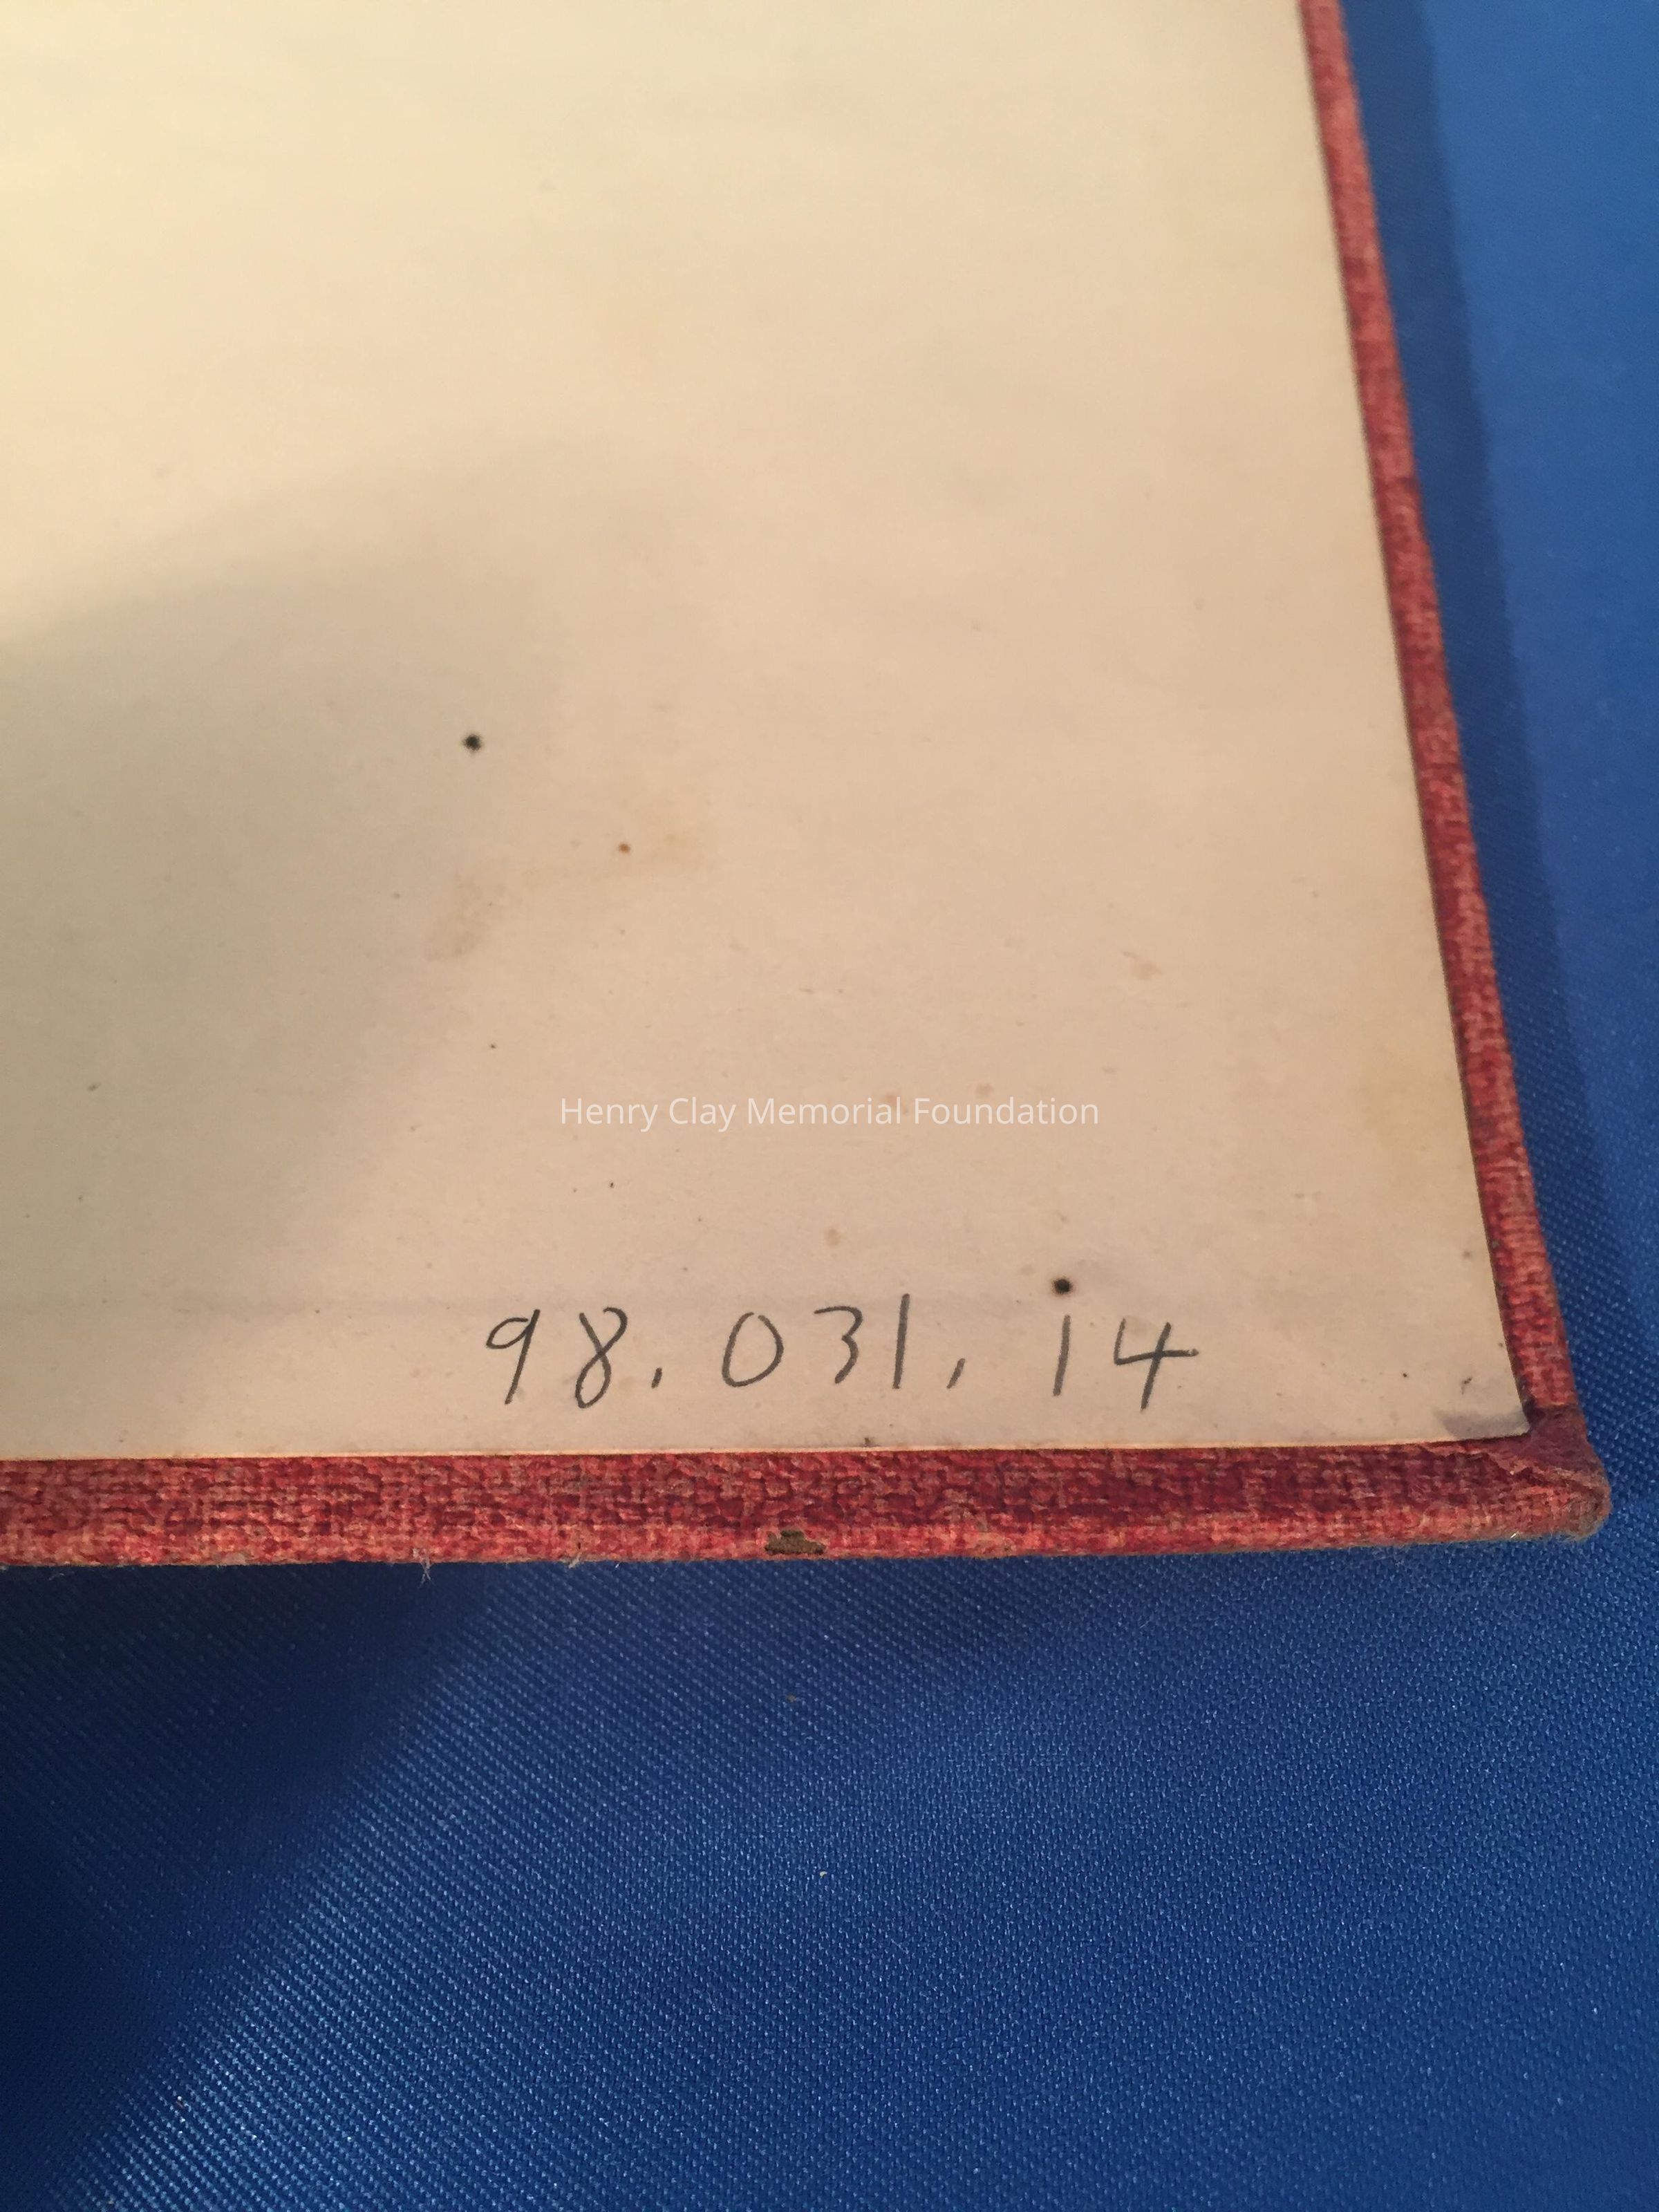 Henry Clay Memorial Foundation
98.031.14